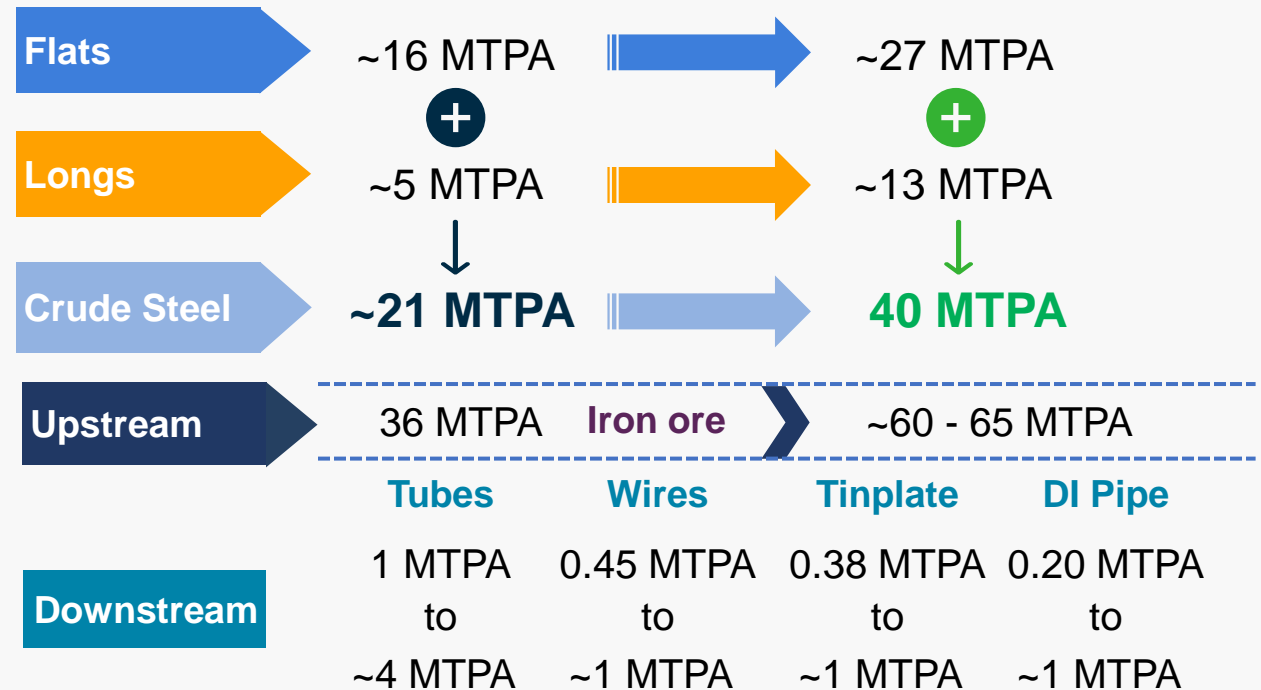 Flats ~16 MTPA ~27 MTPA
+ +
Longs ~5 MTPA ~13 MTPA
Crude Steel ~21 MTPA 40 MTPA
Upstream 36 MTPA Iron ore ~60 - 65 MTPA
Tubes Wires Tinplate DI Pipe
1 MTPA 0.45 MTPA 0.38 MTPA 0.20 MTPA
Downstream to to to to
~4 MTPA ~1 MTPA ~1 MTPA ~1 MTPA